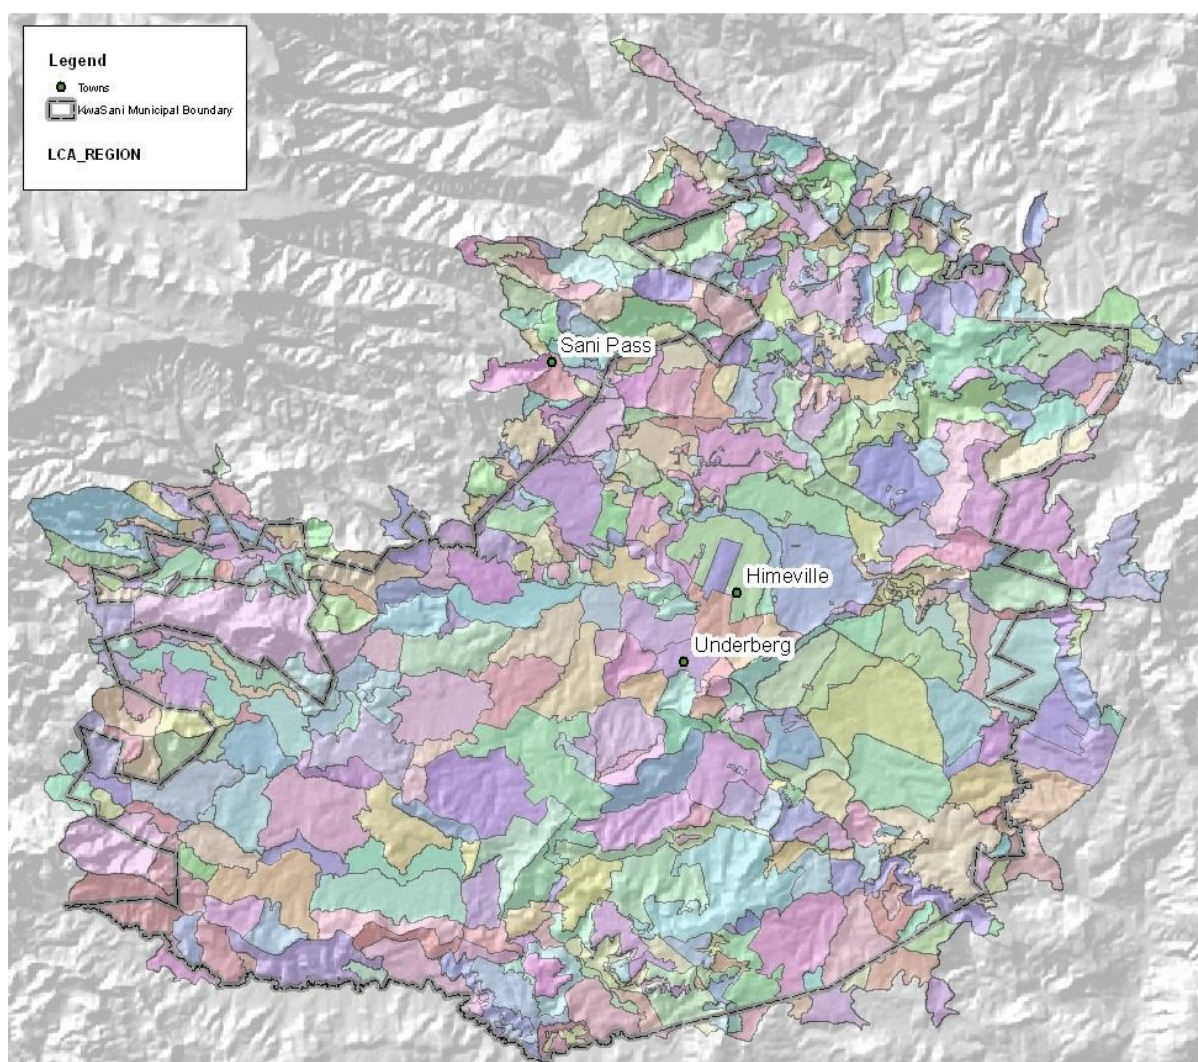 Legend
Towns
KwaSani Municipal Boundary
LCA_REGION
Sani Pass
Himeville
Underberg